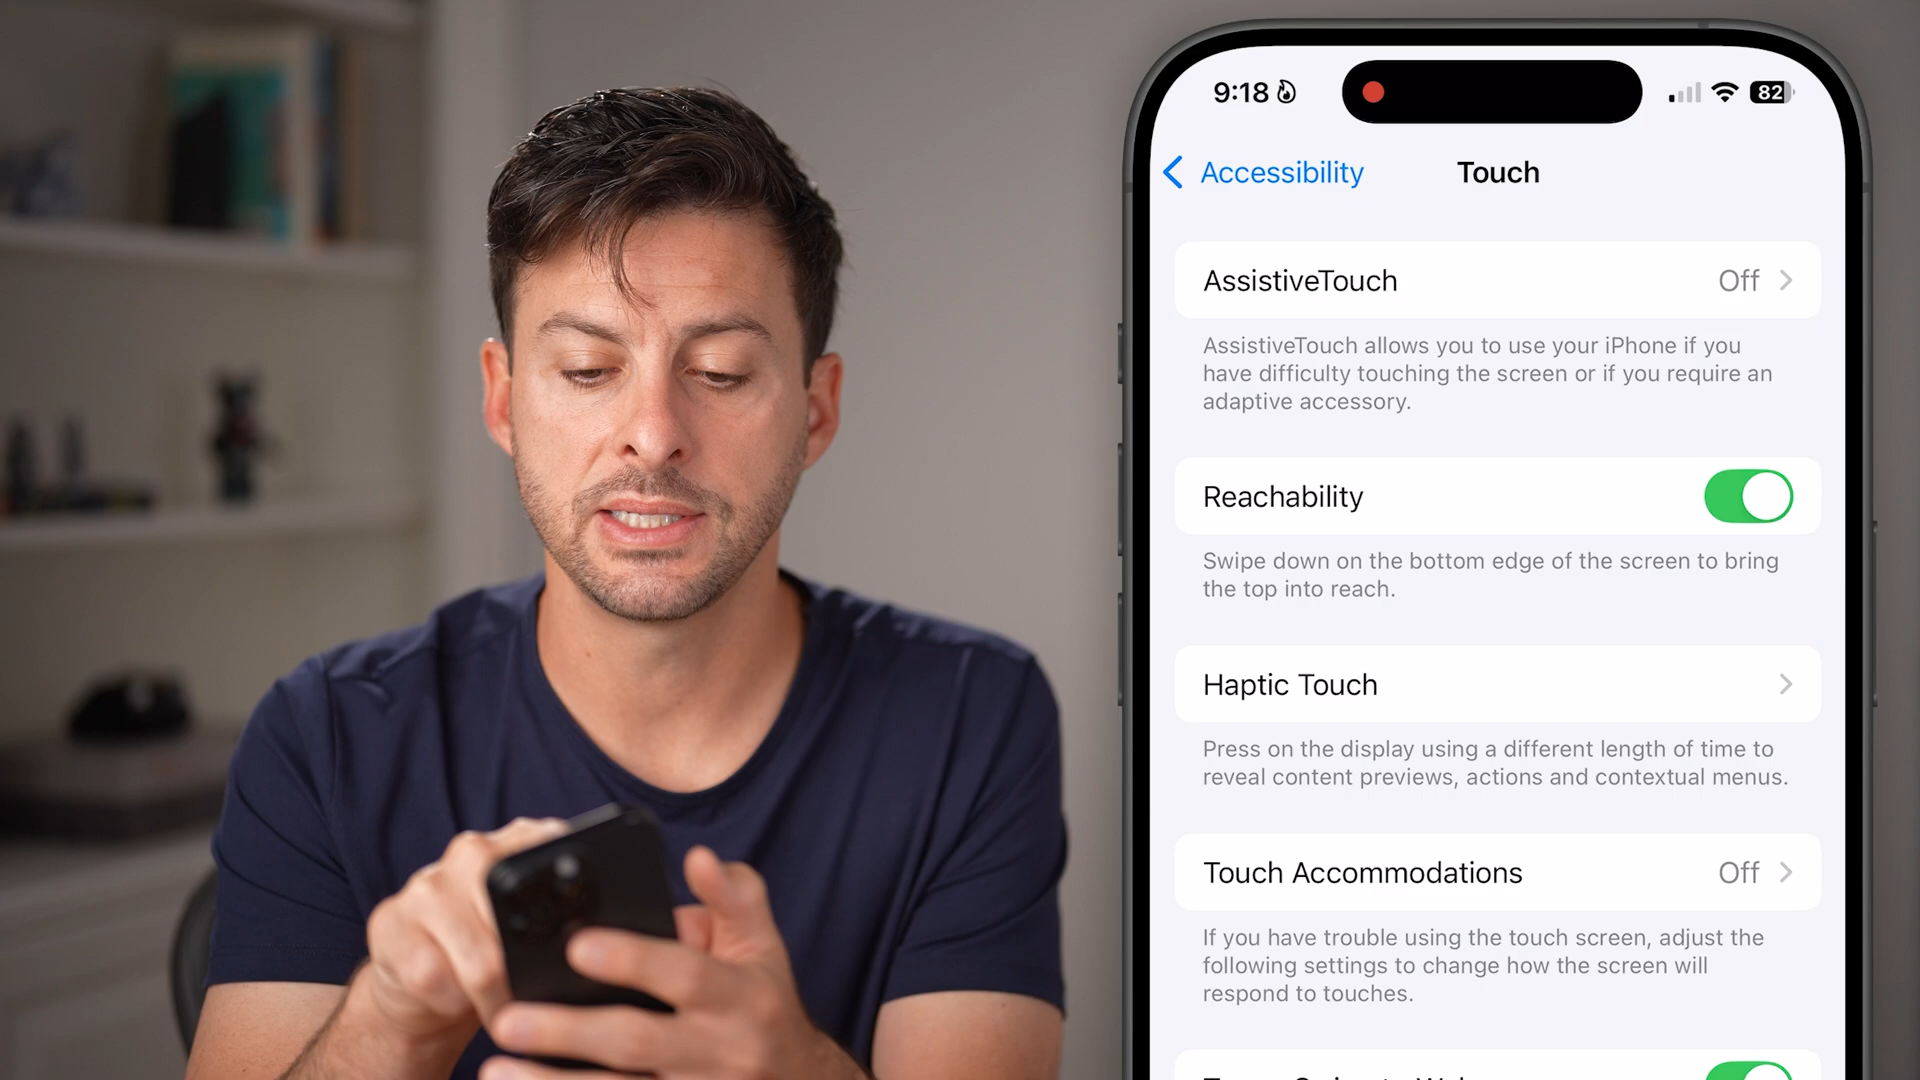 9:18
82
Accessibility
Touch
AssistiveTouch
Off
AssistiveTouch allows you to use your iPhone if you
have difficulty touching the screen or if you require an
adaptive accessory.
Reachability
Swipe down on the bottom edge of the screen to bring
the top into reach.
Haptic Touch
Press on the display using a different length of time to
reveal content previews, actions and contextual menus.
Touch Accommodations
Off
If you have trouble using the touch screen, adjust the
following settings to change how the screen will
respond to touches.